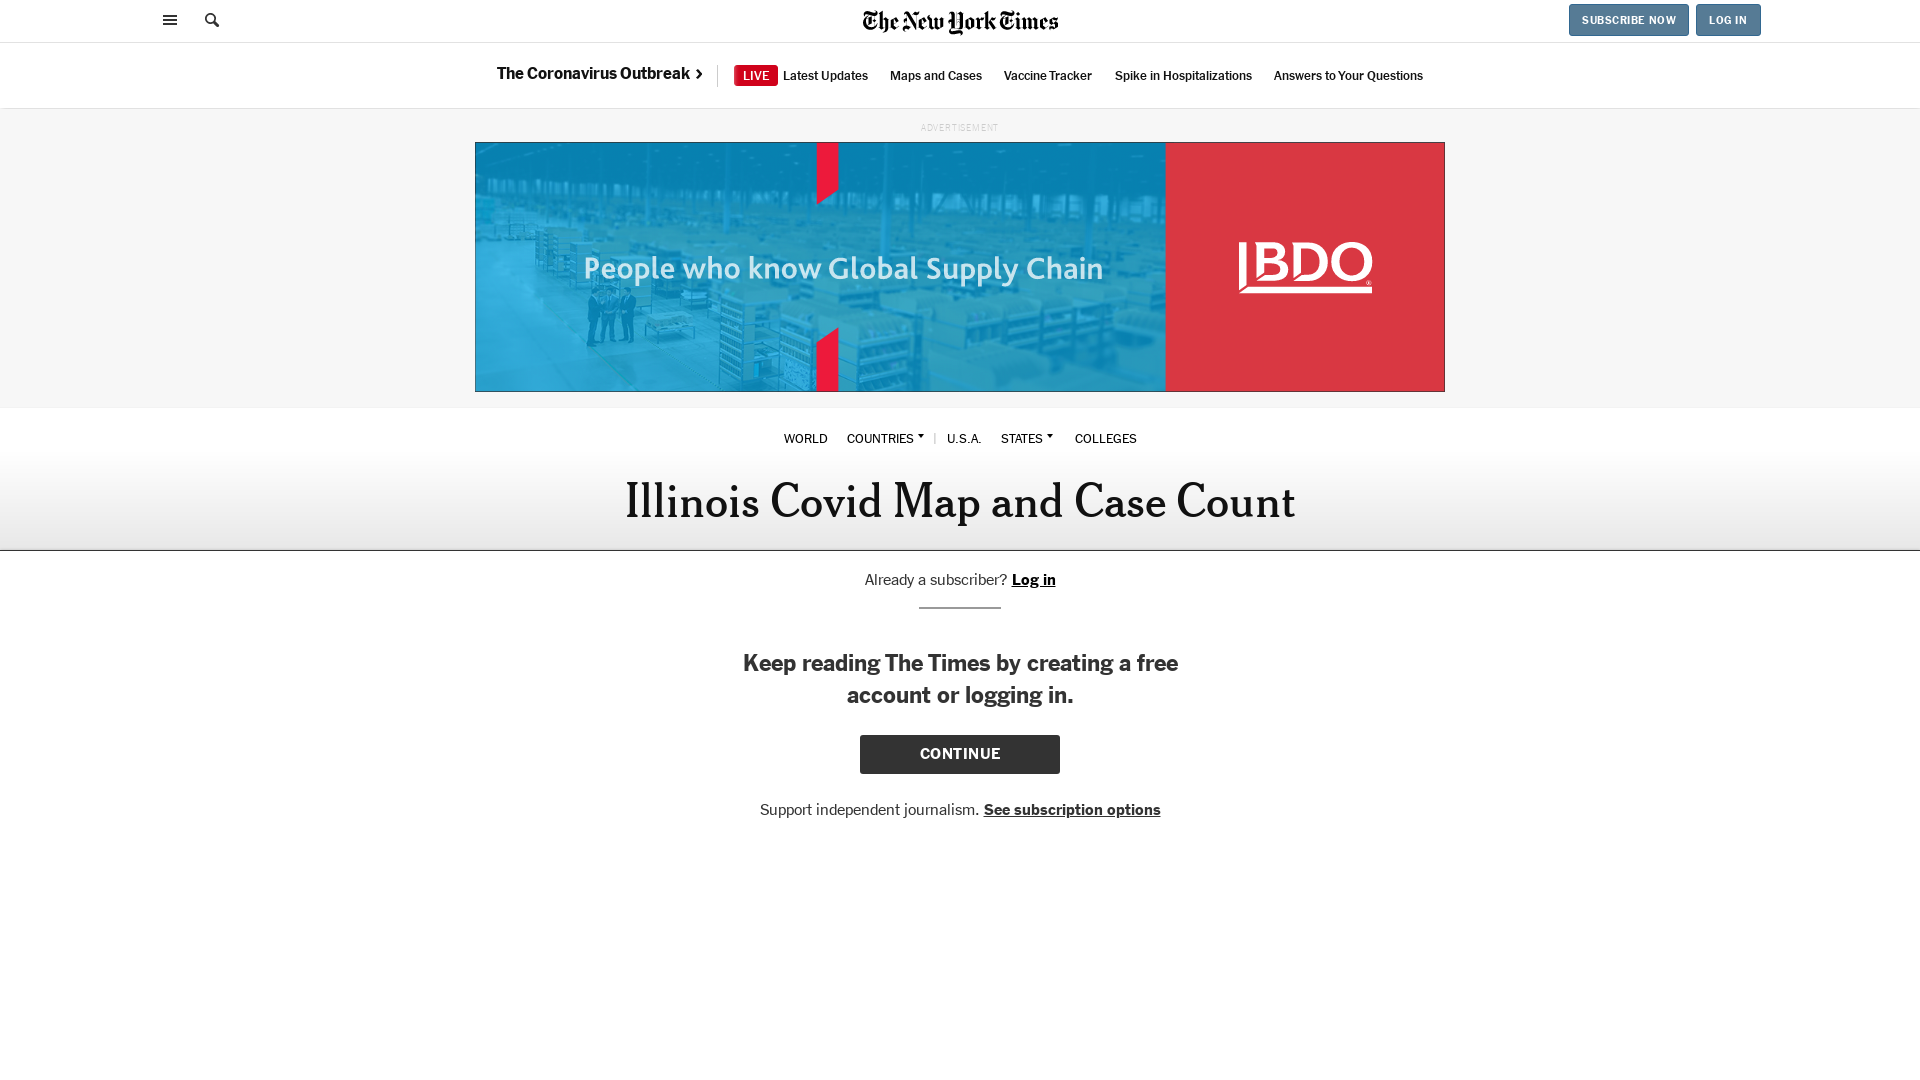 The New York Times
SUBSCRIBE NOW
LOG IN
The Coronavirus Outbreak
LIVE Latest Updates
Maps and Cases
Vaccine Tracker
Spike in Hospitalizations
Answers to Your Questions
ADVERTISEMENT
People who know Global Supply Chain
BDO
WORLD
COUNTRIES
U.S.A.
STATES
COLLEGES
Illinois Covid Map and Case Count
Already a subscriber? Log in
Keep reading The Times by creating a free
account or logging in.
CONTINUE
Support independent journalism. See subscription options